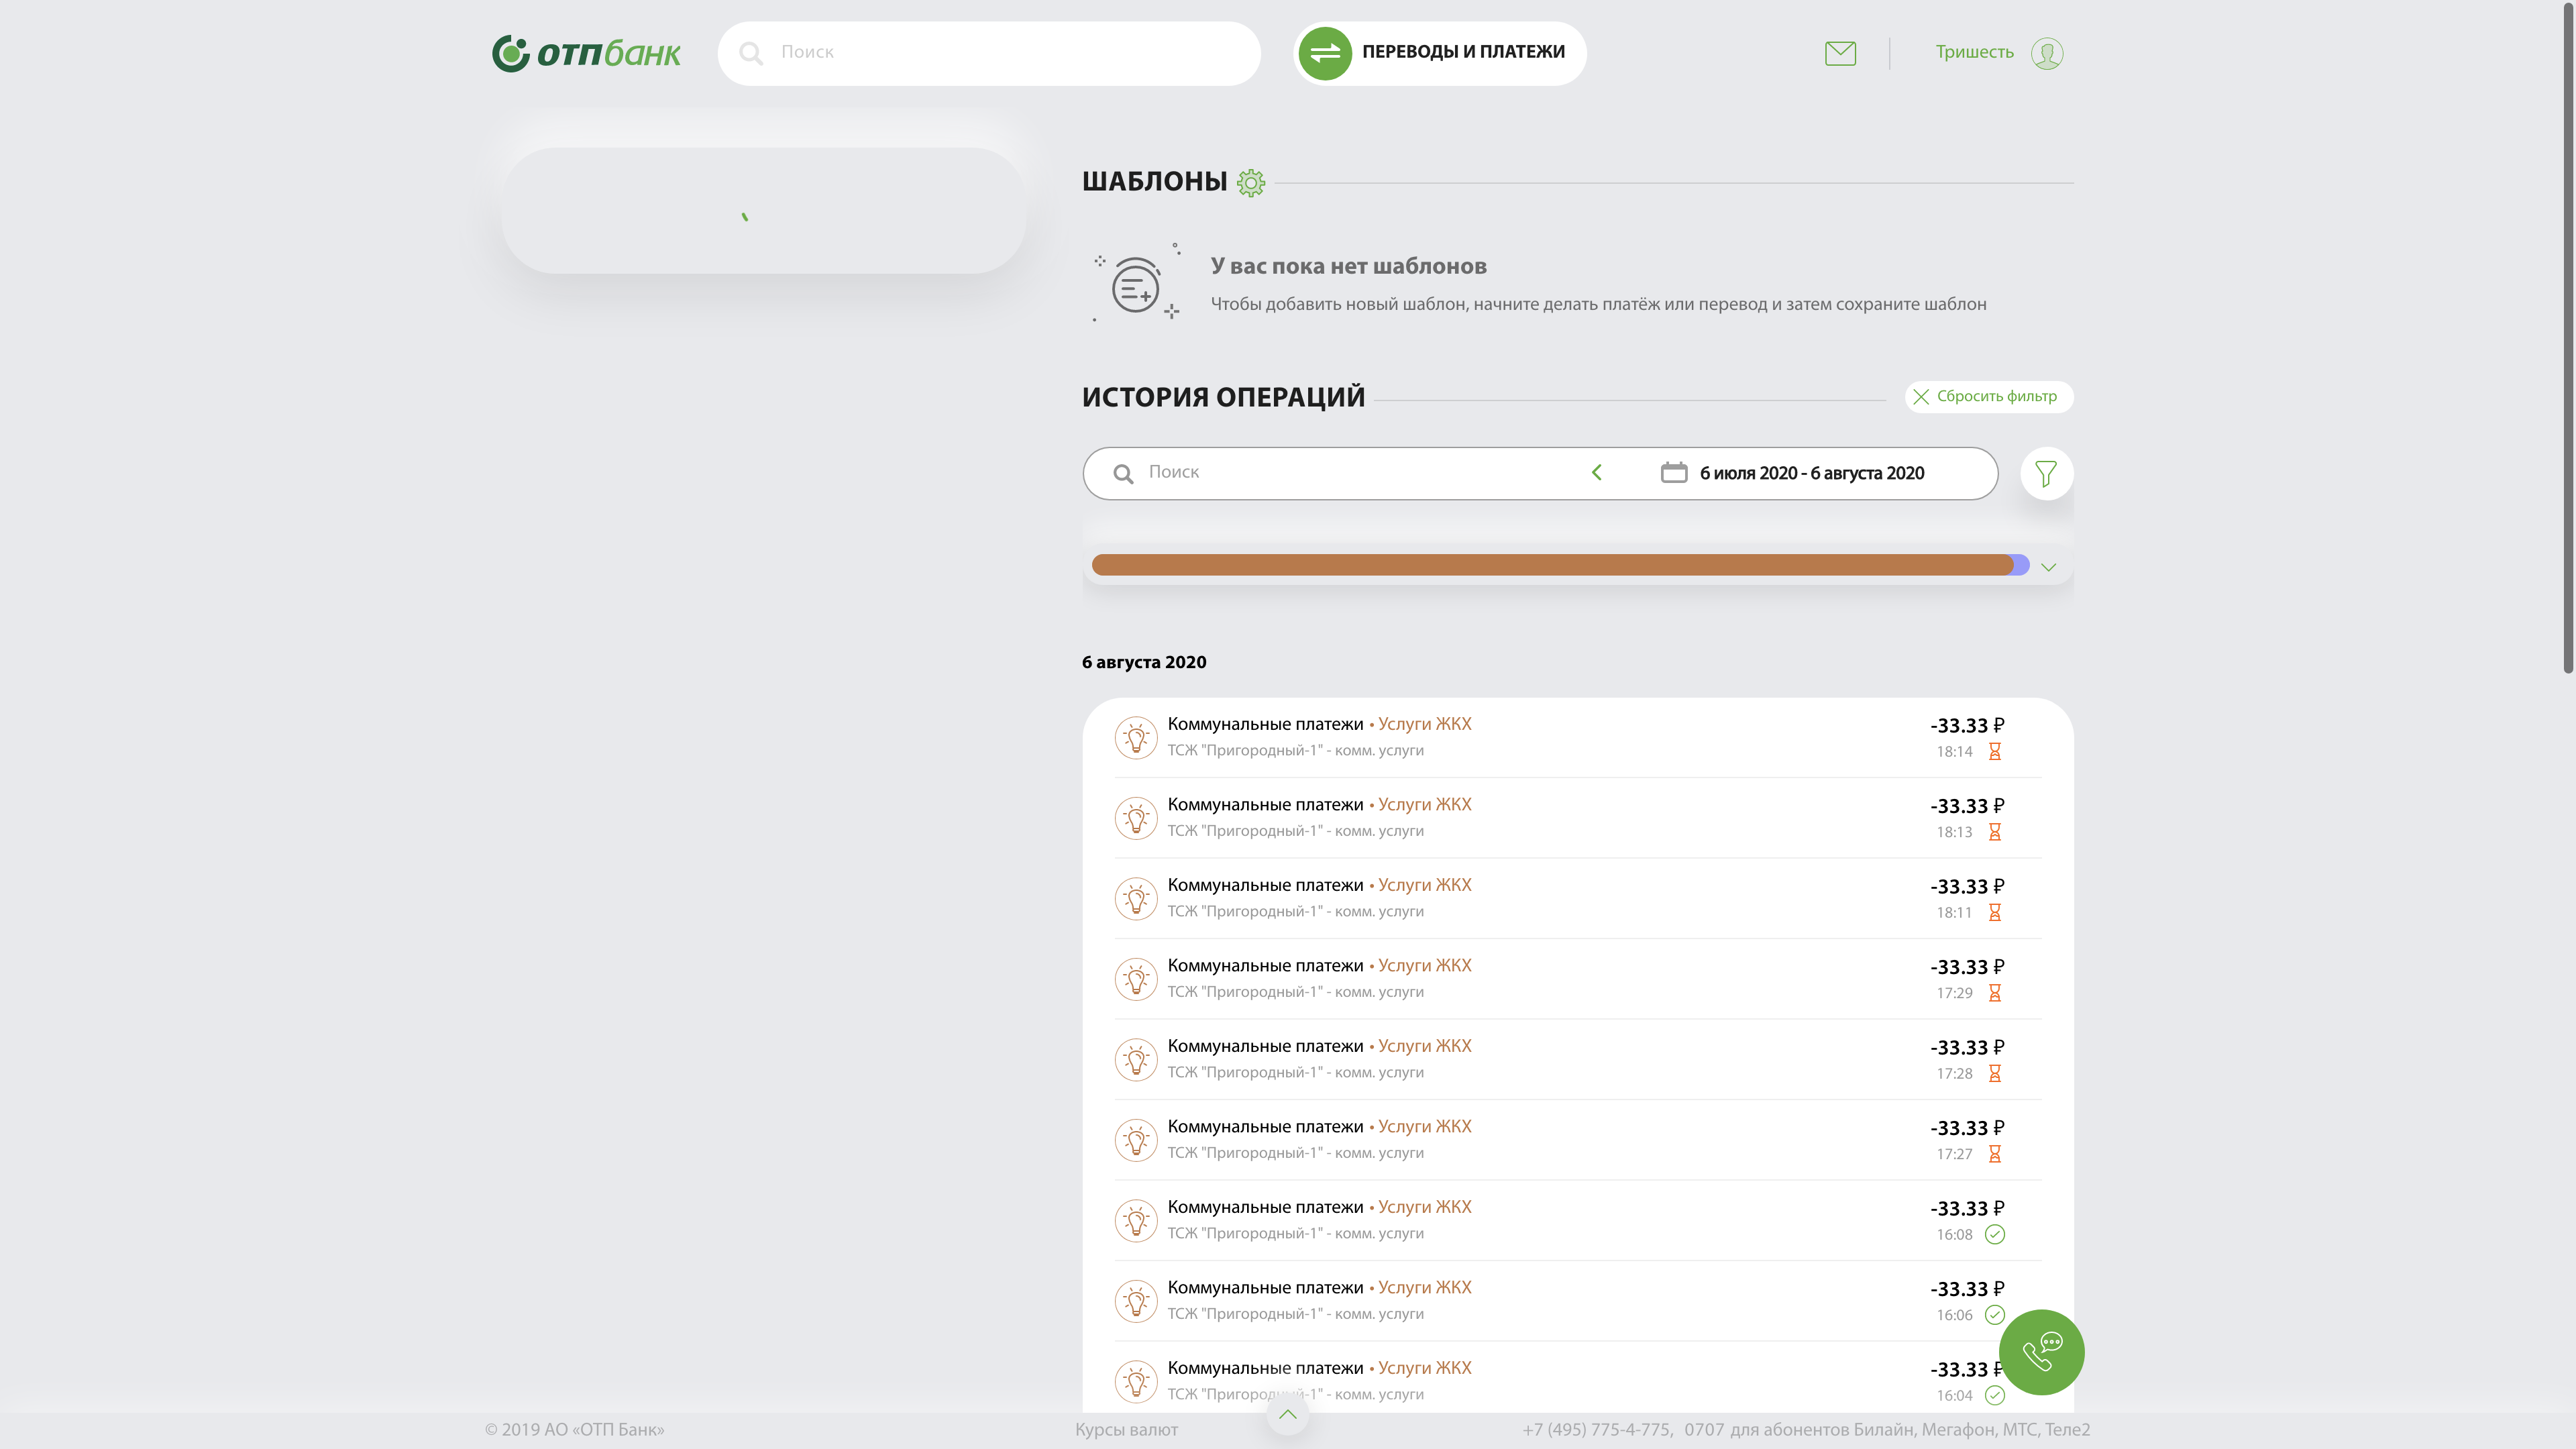 отпбанк
Поиск
ПЕРЕВОДЫ И ПЛАТЕЖИ
Тришесть
ШАБЛОНЫ
У вас пока нет шаблонов
Чтобы добавить новый шаблон, начните делать платёж или перевод и затем сохраните шаблон
ИСТОРИЯ ОПЕРАЦИЙ
Сбросить фильтр
Поиск
6 июля 2020 - 6 августа 2020
6 августа 2020
Коммунальные платежи • Услуги ЖКХ -33.33 ₽
ТСЖ "Пригородный-1" - комм. услуги 18:14
Коммунальные платежи • Услуги ЖКХ -33.33 ₽
ТСЖ "Пригородный-1" - комм. услуги 18:13
Коммунальные платежи • Услуги ЖКХ -33.33 ₽
ТСЖ "Пригородный-1" - комм. услуги 18:11
Коммунальные платежи • Услуги ЖКХ -33.33 ₽
ТСЖ "Пригородный-1" - комм. услуги 17:29
Коммунальные платежи • Услуги ЖКХ -33.33 ₽
ТСЖ "Пригородный-1" - комм. услуги 17:28
Коммунальные платежи • Услуги ЖКХ -33.33 ₽
ТСЖ "Пригородный-1" - комм. услуги 17:27
Коммунальные платежи • Услуги ЖКХ -33.33 ₽
ТСЖ "Пригородный-1" - комм. услуги 16:08
Коммунальные платежи • Услуги ЖКХ -33.33 ₽
ТСЖ "Пригородный-1" - комм. услуги 16:06
Коммунальные платежи • Услуги ЖКХ -33.33 ₽
ТСЖ "Пригородный-1" - комм. услуги 16:04
© 2019 АО «ОТП Банк» Курсы валют +7 (495) 775-4-775, 0707 для абонентов Билайн, Мегафон, МТС, Теле2